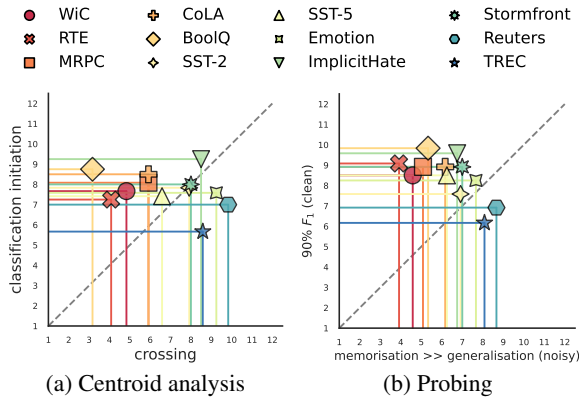 WiC CoLA SST-5 Stormfront
RTE BoolQ Emotion Reuters
MRPC SST-2 ImplicitHate TREC
classification initiation
12
11
10
9
8
7
6
5
4
3
2
1
1 2 3 4 5 6 7 8 9 10 11 12
crossing
(a) Centroid analysis
90% F1 (clean)
12
11
10
9
8
7
6
5
4
3
2
1
1 2 3 4 5 6 7 8 9 10 11 12
memorisation >> generalisation (noisy)
(b) Probing